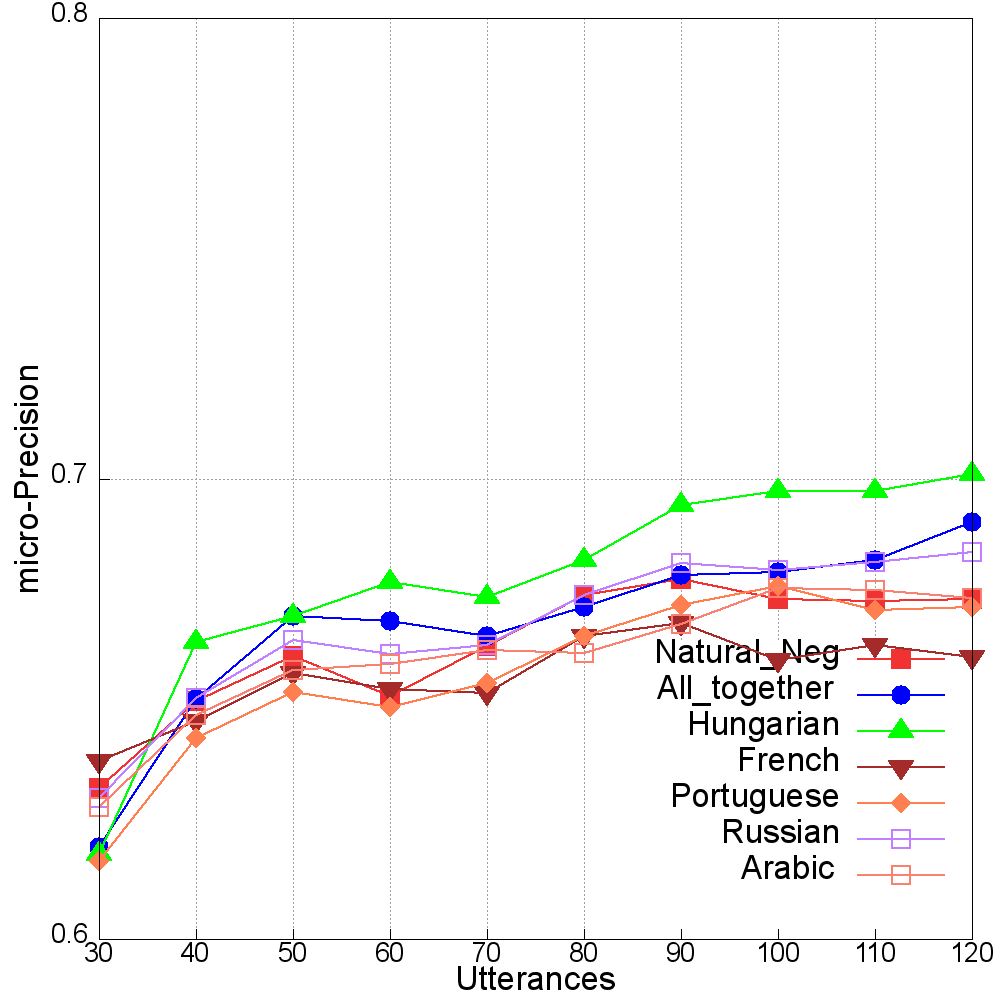 0.8
0.7
0.6
micro-Precision
30 40 50 60 70 80 90 100 110 120
Utterances
Natural_Neg
All_together
Hungarian
French
Portuguese
Russian
Arabic